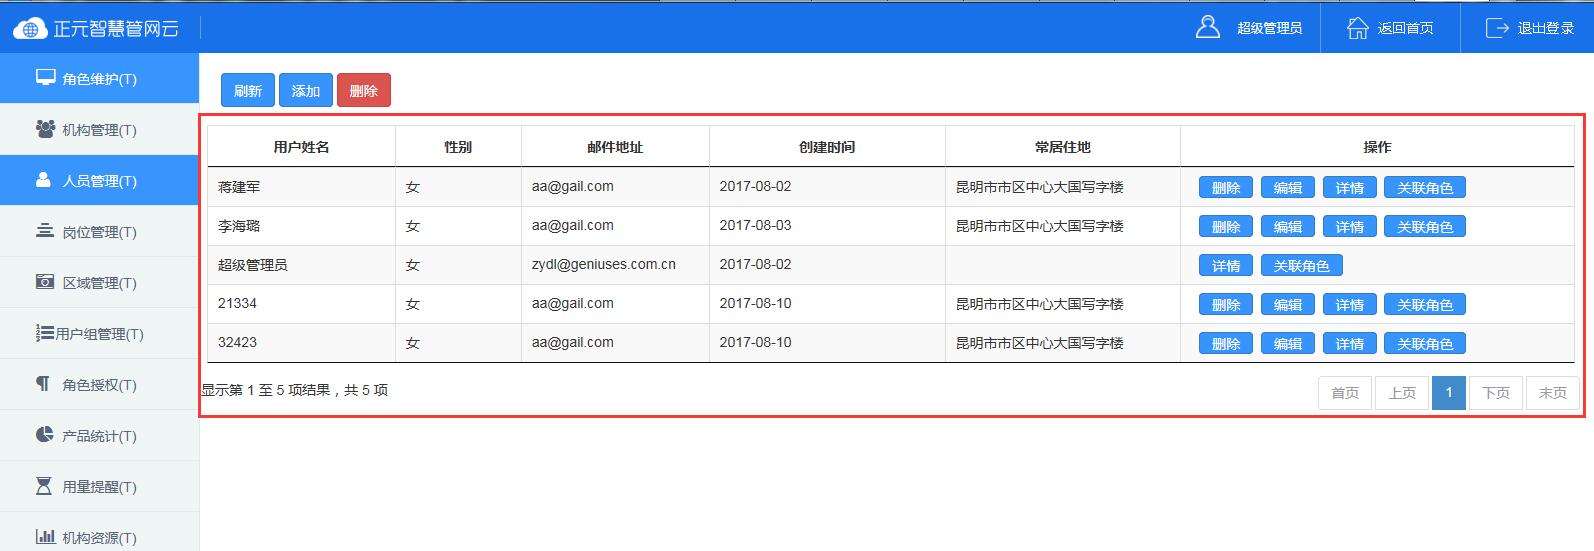 正元智慧管网云
超级管理员 返回首页 退出登录
角色维护(T)
机构管理(T)
人员管理(T)
岗位管理(T)
区域管理(T)
用户组管理(T)
角色授权(T)
产品统计(T)
用量提醒(T)
机构资源(T)
刷新 添加 删除
用户姓名 性别 邮件地址 创建时间 常居住地 操作
蒋建军 女 aa@gail.com 2017-08-02 昆明市市区中心大国写字楼 删除 编辑 详情 关联角色
李海璐 女 aa@gail.com 2017-08-03 昆明市市区中心大国写字楼 删除 编辑 详情 关联角色
超级管理员 女 zydl@geniuses.com.cn 2017-08-02 详情 关联角色
21334 女 aa@gail.com 2017-08-10 昆明市市区中心大国写字楼 删除 编辑 详情 关联角色
32423 女 aa@gail.com 2017-08-10 昆明市市区中心大国写字楼 删除 编辑 详情 关联角色
显示第 1 至 5 项结果，共 5 项 首页 上页 1 下页 末页